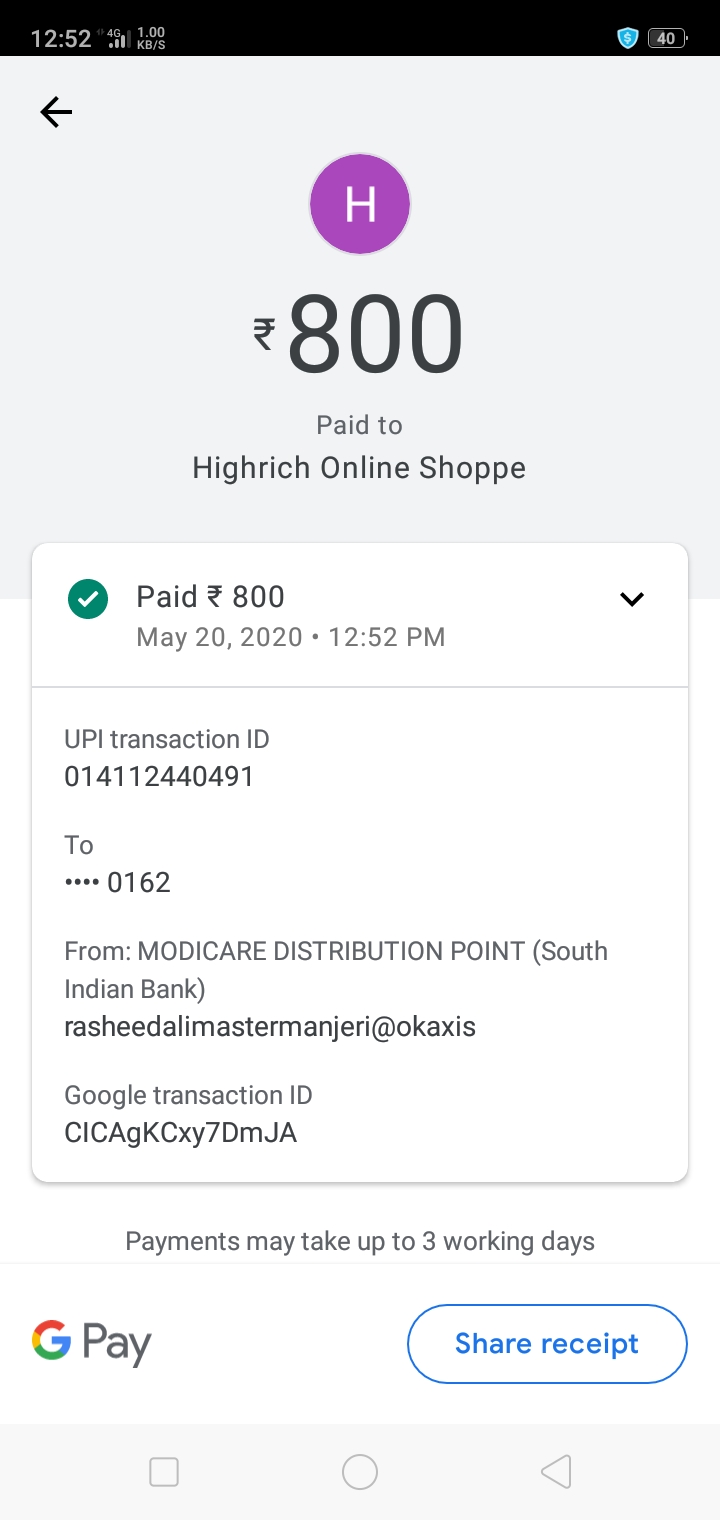 12:52 4G 1.00 KB/S 40
H
₹800
Paid to
Highrich Online Shoppe
Paid ₹ 800
May 20, 2020 • 12:52 PM
UPI transaction ID
014112440491
To
•••• 0162
From: MODICARE DISTRIBUTION POINT (South
Indian Bank)
rasheedalimastermanjeri@okaxis
Google transaction ID
CICAgKCxy7DmJA
Payments may take up to 3 working days
G Pay
Share receipt